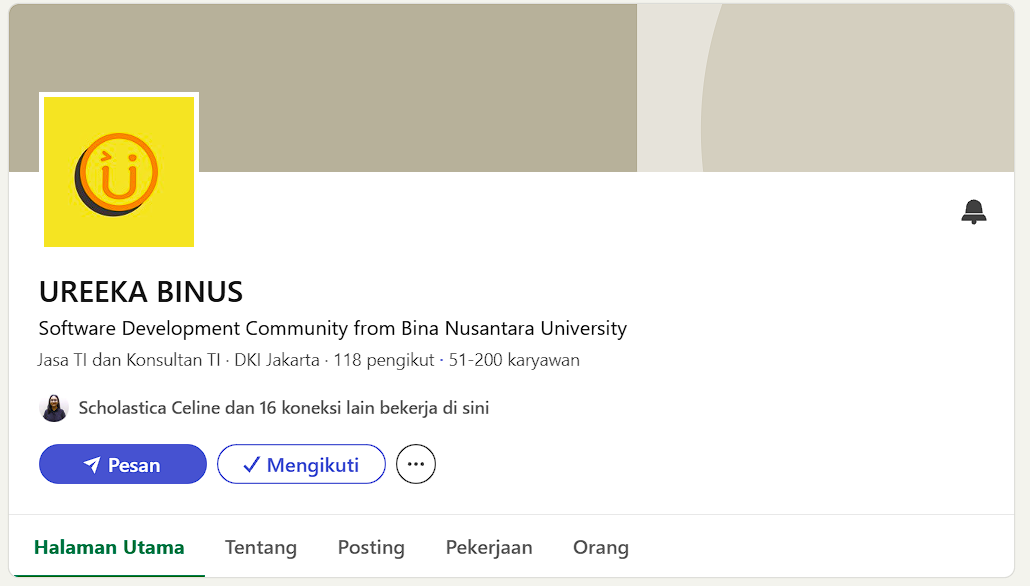 UREEKA BINUS
Software Development Community from Bina Nusantara University
Jasa TI dan Konsultan TI · DKI Jakarta · 118 pengikut · 51-200 karyawan
Scholastica Celine dan 16 koneksi lain bekerja di sini
Pesan
Mengikuti
Halaman Utama
Tentang
Posting
Pekerjaan
Orang